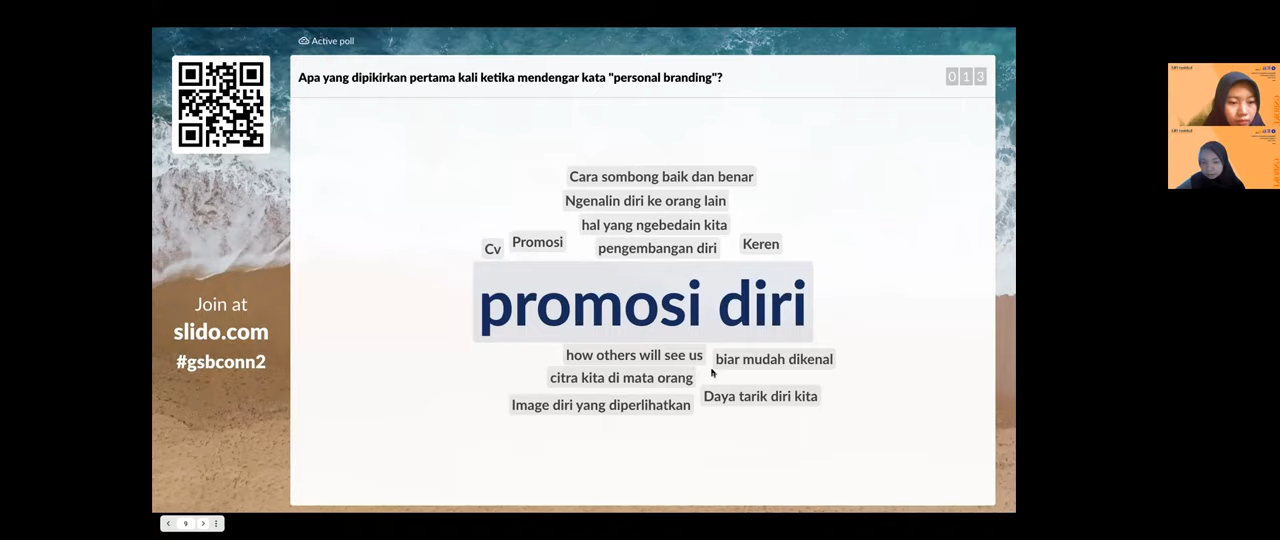 Active poll
Apa yang dipikirkan pertama kali ketika mendengar kata "personal branding"?
013
Cara sombong baik dan benar
Ngenalin diri ke orang lain
hal yang ngebedain kita
Cv
Promosi
pengembangan diri
Keren
promosi diri
how others will see us
biar mudah dikenal
citra kita di mata orang
Daya tarik diri kita
Image diri yang diperlihatkan
Join at
slido.com
#gsbconn2
9